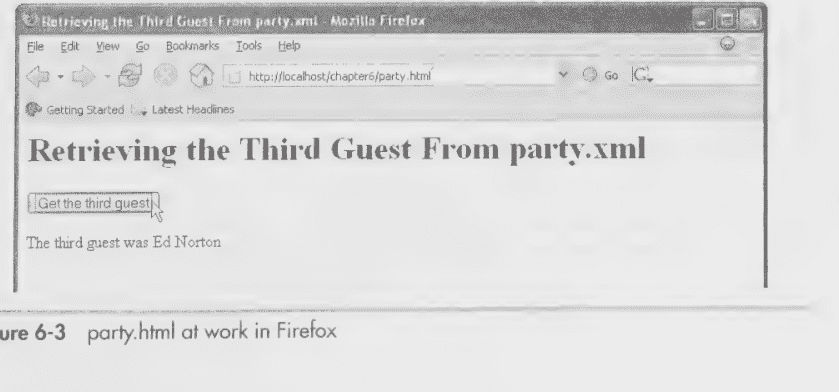 Retrieving the Third Guest From party.xml - Mozilla Firefox
File Edit View Go Bookmarks Tools Help
http://localhost/chapter6/party.html Go
Getting Started Latest Headlines
Retrieving the Third Guest From party.xml
Get the third guest
The third guest was Ed Norton
ure 6-3 party.html at work in Firefox